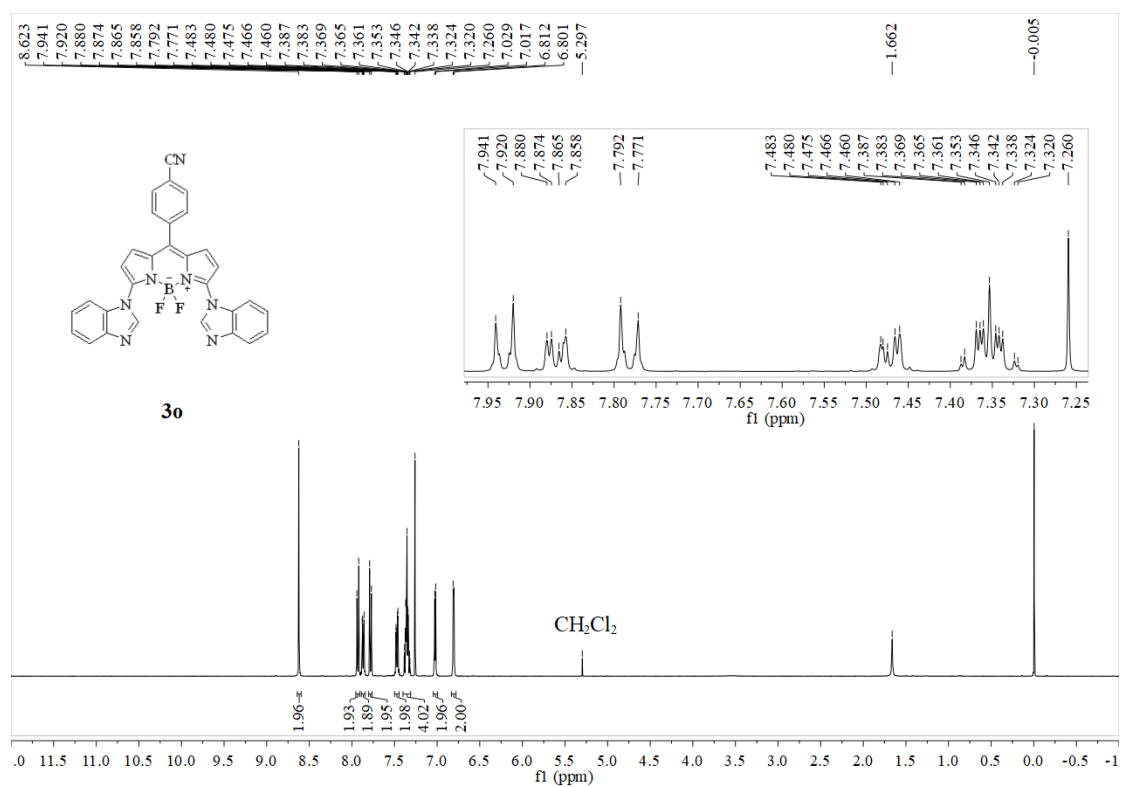 8.623 7.941 7.920 7.880 7.874 7.865 7.858 7.792 7.771 7.483 7.480 7.475 7.466 7.460 7.387 7.383 7.369 7.365 7.361 7.353 7.346 7.342 7.338 7.324 7.320 7.260 7.029 7.017 6.812 6.801 5.297 1.662 -0.005
7.941 7.920 7.880 7.874 7.865 7.858 7.792 7.771 7.483 7.480 7.475 7.466 7.460 7.387 7.383 7.369 7.365 7.361 7.353 7.346 7.342 7.338 7.324 7.320 7.260
CN
N B N
− +
F F
N N
N N
3o
7.95 7.90 7.85 7.80 7.75 7.70 7.65 7.60 7.55 7.50 7.45 7.40 7.35 7.30 7.25
f1 (ppm)
CH₂Cl₂
1.96 1.93 1.89 1.95 1.98 4.02 1.96 2.00
.0 11.5 11.0 10.5 10.0 9.5 9.0 8.5 8.0 7.5 7.0 6.5 6.0 5.5 5.0 4.5 4.0 3.5 3.0 2.5 2.0 1.5 1.0 0.5 0.0 -0.5 -1
f1 (ppm)